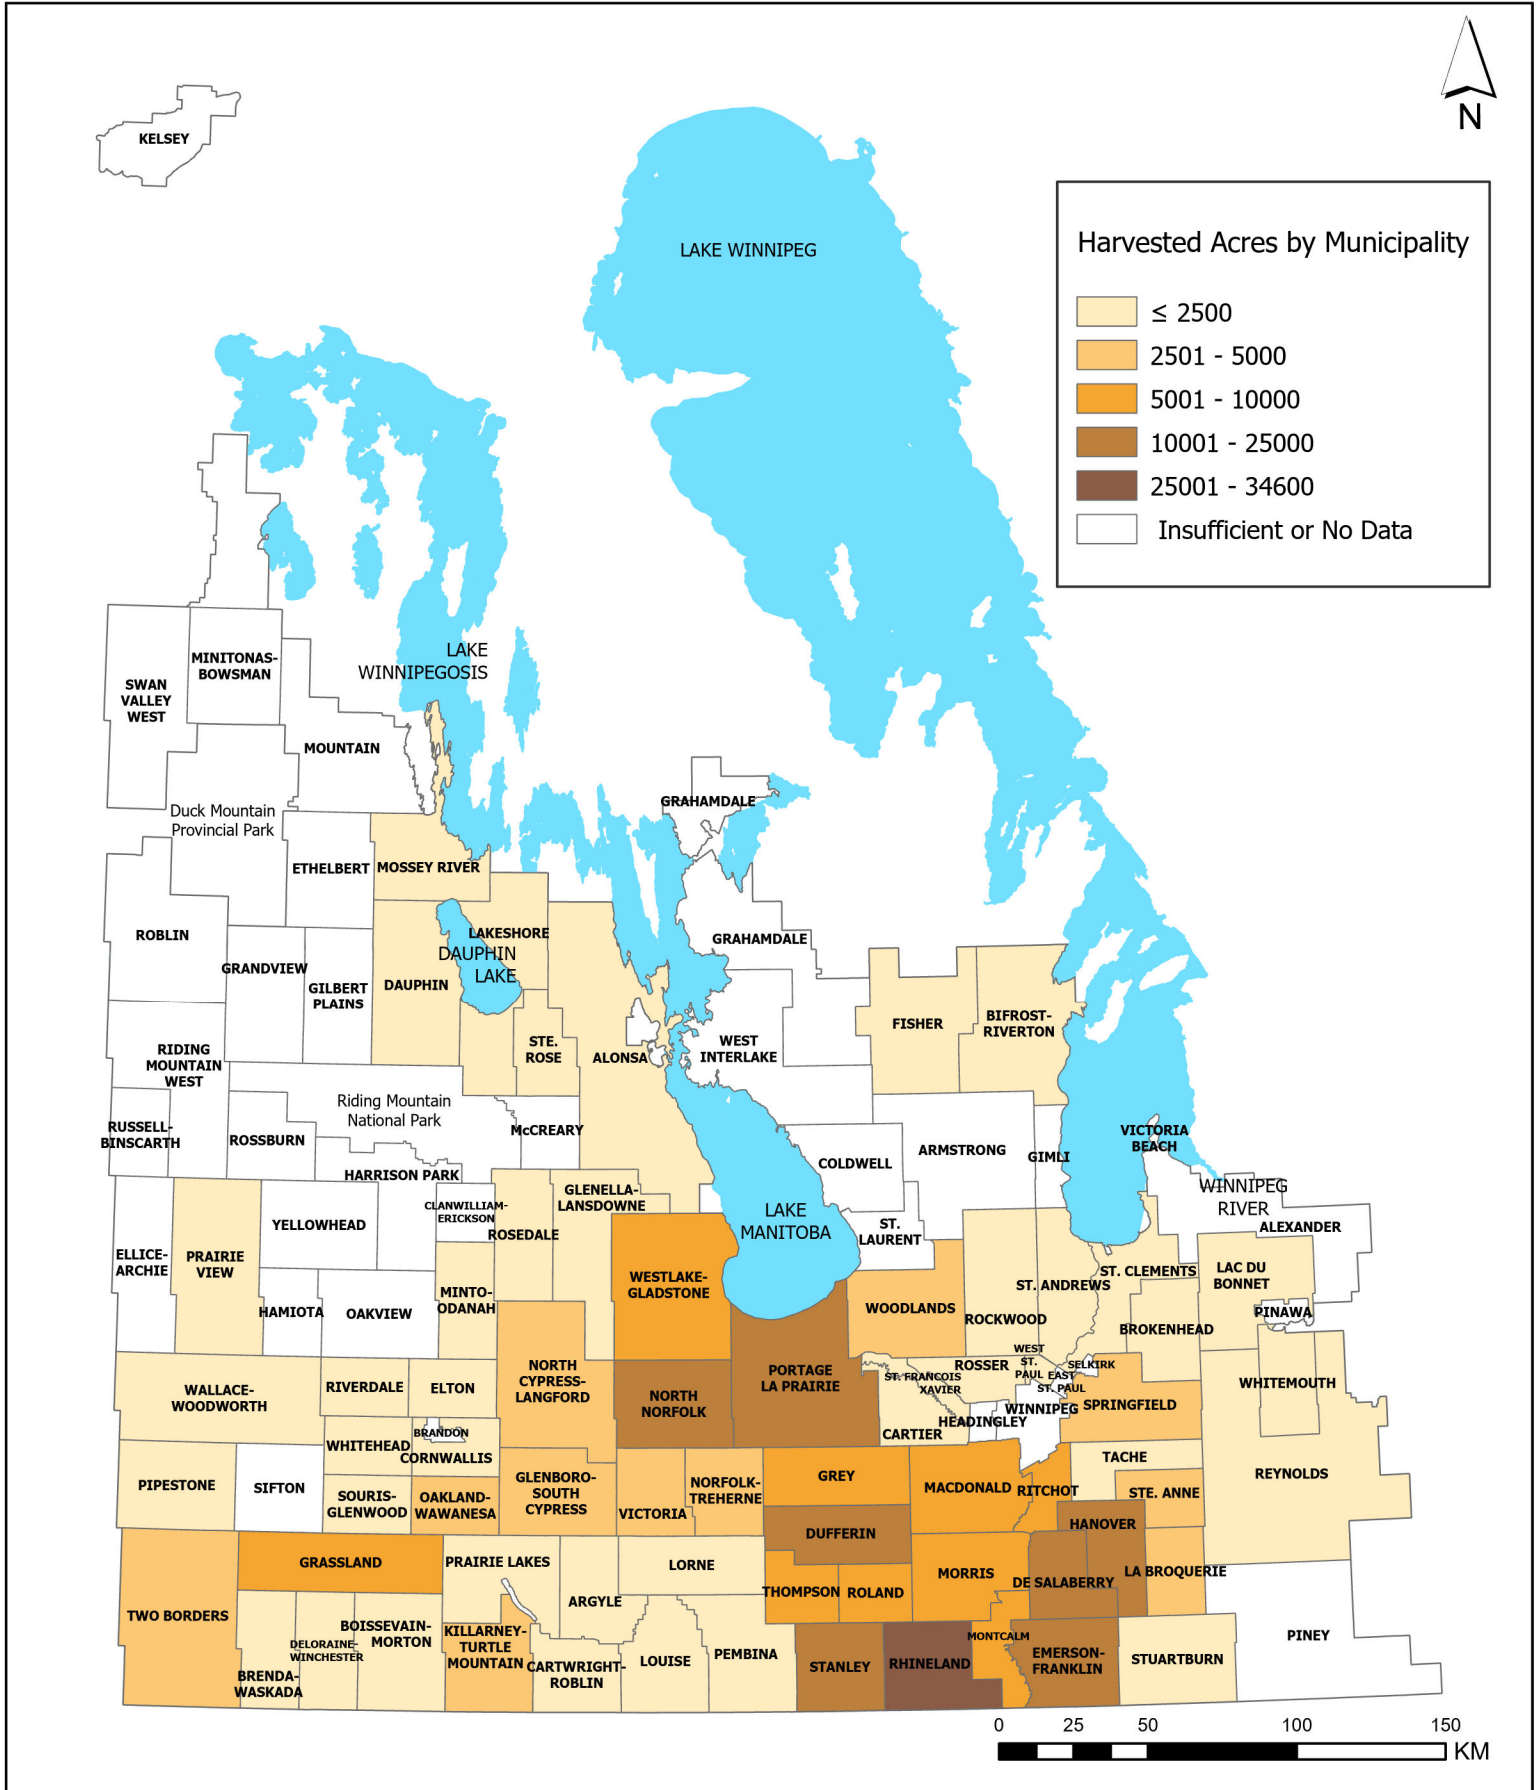 N
KELSEY
LAKE WINNIPEG
Harvested Acres by Municipality
≤ 2500
2501 - 5000
5001 - 10000
10001 - 25000
25001 - 34600
Insufficient or No Data
LAKE
WINNIPEGOSIS
MINITONAS-
BOWSMAN
SWAN
VALLEY
WEST
MOUNTAIN
Duck Mountain
Provincial Park
GRAHAMDALE
ETHELBERT
MOSSEY RIVER
ROBLIN
LAKESHORE
DAUPHIN
LAKE
GRAHAMDALE
GRANDVIEW
GILBERT
PLAINS
DAUPHIN
FISHER
BIFROST-
RIVERTON
STE.
ROSE
ALONSA
WEST
INTERLAKE
RIDING
MOUNTAIN
WEST
Riding Mountain
National Park
RUSSELL-
BINSCARTH
ROSSBURN
McCREARY
VICTORIA
BEACH
ARMSTRONG
GIMLI
COLDWELL
HARRISON PARK
WINNIPEG
RIVER
GLENELLA-
LANSDOWNE
CLANWILLIAM-
ERICKSON
YELLOWHEAD
ROSEDALE
LAKE
MANITOBA
ST.
LAURENT
ALEXANDER
ELLICE-
ARCHIE
PRAIRIE
VIEW
ST. CLEMENTS
LAC DU
BONNET
ST. ANDREWS
WESTLAKE-
GLADSTONE
MINTO-
ODANAH
HAMIOTA
OAKVIEW
WOODLANDS
ROCKWOOD
PINAWA
BROKENHEAD
WEST
ST.
PAUL
ROSSER
SELKIRK
EAST
ST. PAUL
ST. FRANCOIS
XAVIER
PORTAGE
LA PRAIRIE
NORTH
CYPRESS-
LANGFORD
WALLACE-
WOODWORTH
RIVERDALE
ELTON
NORTH
NORFOLK
WHITEMOUTH
SPRINGFIELD
WINNIPEG
HEADINGLEY
CARTIER
BRANDON
WHITEHEAD
CORNWALLIS
TACHE
REYNOLDS
PIPESTONE
SIFTON
GREY
MACDONALD
RITCHOT
STE. ANNE
GLENBORO-
SOUTH
CYPRESS
NORFOLK-
TREHERNE
VICTORIA
SOURIS-
GLENWOOD
OAKLAND-
WAWANESA
DUFFERIN
HANOVER
GRASSLAND
PRAIRIE LAKES
LORNE
MORRIS
DE SALABERRY
LA BROQUERIE
THOMPSON
ROLAND
ARGYLE
TWO BORDERS
BOISSEVAIN-
MORTON
KILLARNEY-
TURTLE
MOUNTAIN
DELORAINE-
WINCHESTER
MONTCALM
PINEY
BRENDA-
WASKADA
CARTWRIGHT-
ROBLIN
LOUISE
PEMBINA
STANLEY
RHINELAND
EMERSON-
FRANKLIN
STUARTBURN
0 25 50 100 150
KM